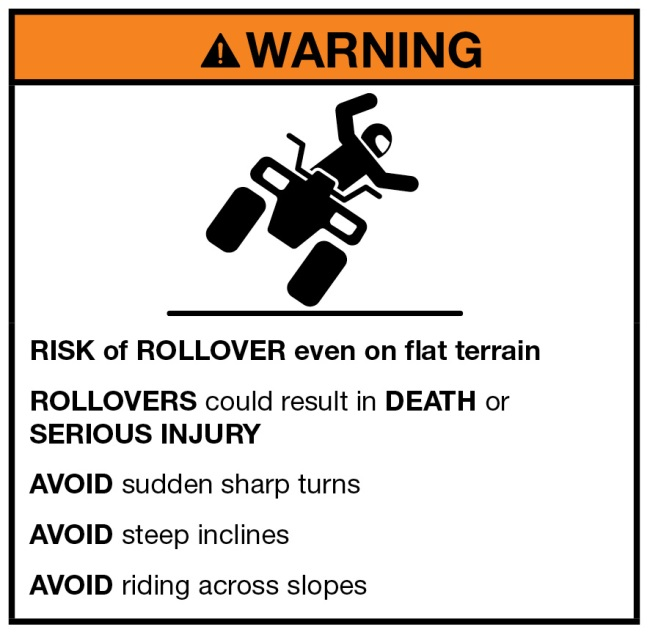 WARNING
RISK of ROLLOVER even on flat terrain
ROLLOVERS could result in DEATH or
SERIOUS INJURY
AVOID sudden sharp turns
AVOID steep inclines
AVOID riding across slopes